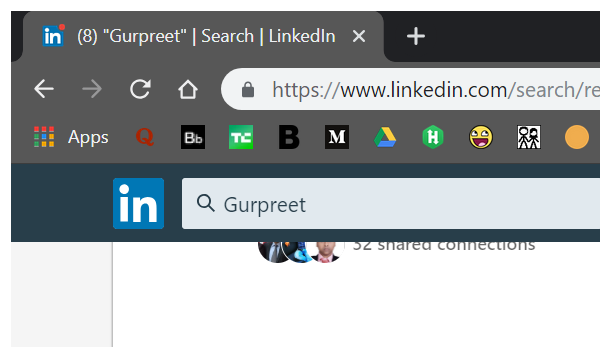 (8) "Gurpreet" | Search | LinkedIn
https://www.linkedin.com/search/re
Apps Q Bb TC B M H
in Gurpreet
32 shared connections